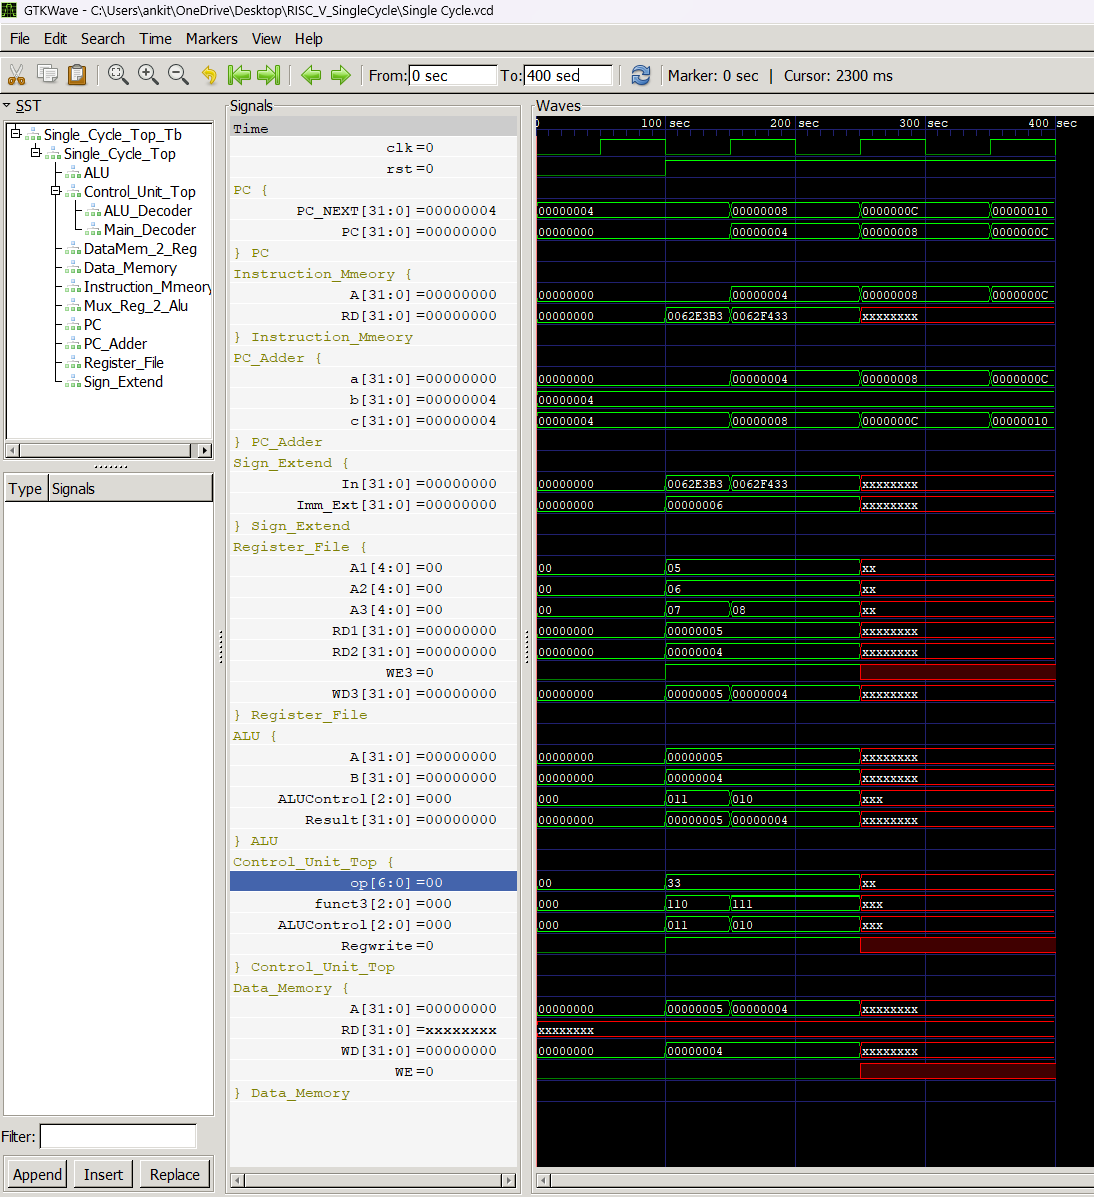 GTKWave - C:\Users\ankit\OneDrive\Desktop\RISC_V_SingleCycle\Single Cycle.vcd
File Edit Search Time Markers View Help
From: 0 sec To: 400 sec Marker: 0 sec | Cursor: 2300 ms
SST
Single_Cycle_Top_Tb
Single_Cycle_Top
ALU
Control_Unit_Top
ALU_Decoder
Main_Decoder
DataMem_2_Reg
Data_Memory
Instruction_Mmeory
Mux_Reg_2_Alu
PC
PC_Adder
Register_File
Sign_Extend
Type Signals
Filter:
Append Insert Replace
Signals
Time
clk=0
rst=0
PC {
PC_NEXT[31:0]=00000004
PC[31:0]=00000000
} PC
Instruction_Mmeory {
A[31:0]=00000000
RD[31:0]=00000000
} Instruction_Mmeory
PC_Adder {
a[31:0]=00000000
b[31:0]=00000004
c[31:0]=00000004
} PC_Adder
Sign_Extend {
In[31:0]=00000000
Imm_Ext[31:0]=00000000
} Sign_Extend
Register_File {
A1[4:0]=00
A2[4:0]=00
A3[4:0]=00
RD1[31:0]=00000000
RD2[31:0]=00000000
WE3=0
WD3[31:0]=00000000
} Register_File
ALU {
A[31:0]=00000000
B[31:0]=00000000
ALUControl[2:0]=000
Result[31:0]=00000000
} ALU
Control_Unit_Top {
op[6:0]=00
funct3[2:0]=000
ALUControl[2:0]=000
Regwrite=0
} Control_Unit_Top
Data_Memory {
A[31:0]=00000000
RD[31:0]=xxxxxxxx
WD[31:0]=00000000
WE=0
} Data_Memory
Waves
0 100 sec 200 sec 300 sec 400 sec
00000004 00000008 0000000C 00000010
00000000 00000004 00000008 0000000C
00000000 00000004 00000008 0000000C
00000000 0062E3B3 0062F433 xxxxxxxx
00000000 00000004 00000008 0000000C
00000004
00000004 00000008 0000000C 00000010
00000000 0062E3B3 0062F433 xxxxxxxx
00000000 00000006 xxxxxxxx
00 05 xx
00 06 xx
00 07 08 xx
00000000 00000005 xxxxxxxx
00000000 00000004 xxxxxxxx
00000000 00000005 00000004 xxxxxxxx
00000000 00000005 xxxxxxxx
00000000 00000004 xxxxxxxx
000 011 010 xxx
00000000 00000005 00000004 xxxxxxxx
00 33 xx
000 110 111 xxx
000 011 010 xxx
00000000 00000005 00000004 xxxxxxxx
xxxxxxxx
00000000 00000004 xxxxxxxx